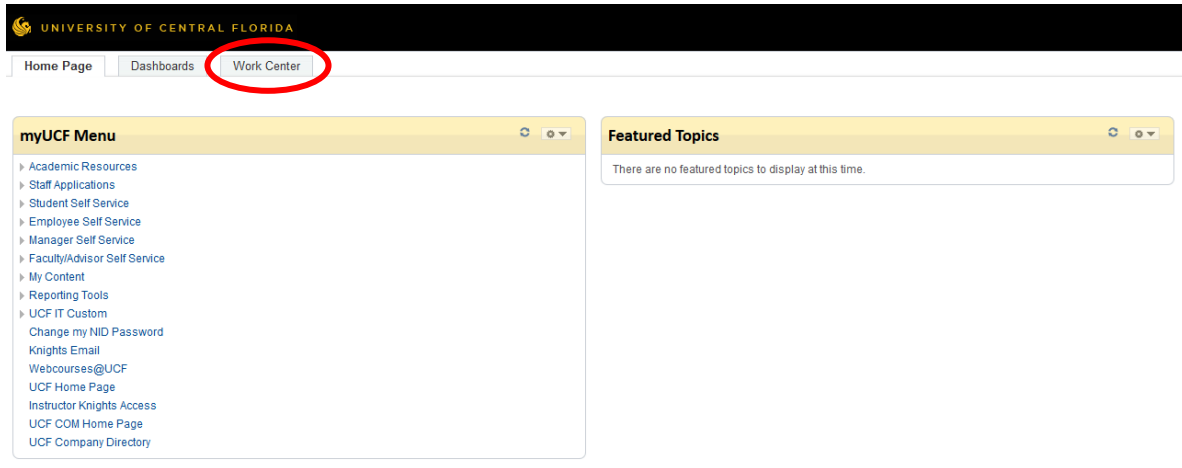 UNIVERSITY OF CENTRAL FLORIDA
Home Page Dashboards Work Center
myUCF Menu
Academic Resources
Staff Applications
Student Self Service
Employee Self Service
Manager Self Service
Faculty/Advisor Self Service
My Content
Reporting Tools
UCF IT Custom
Change my NID Password
Knights Email
Webcourses@UCF
UCF Home Page
Instructor Knights Access
UCF COM Home Page
UCF Company Directory
Featured Topics
There are no featured topics to display at this time.